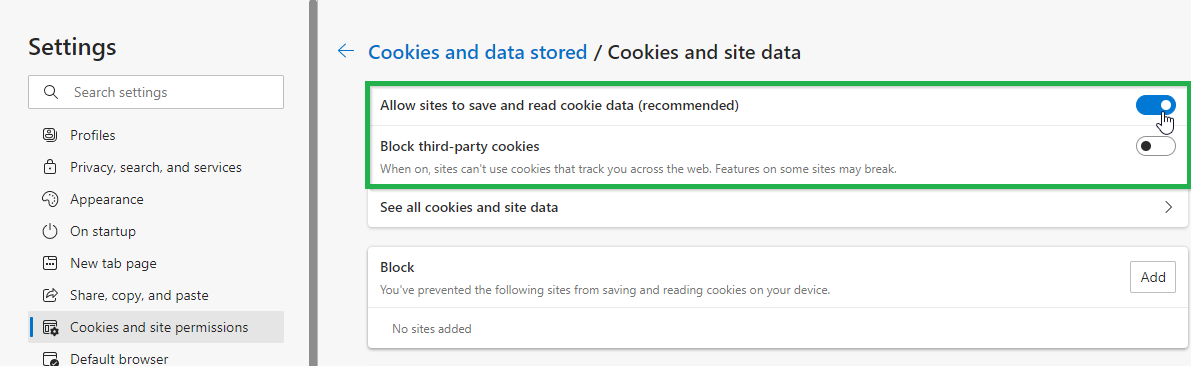 Settings
Search settings
Profiles
Privacy, search, and services
Appearance
On startup
New tab page
Share, copy, and paste
Cookies and site permissions
Default browser
Cookies and data stored / Cookies and site data
Allow sites to save and read cookie data (recommended)
Block third-party cookies
When on, sites can't use cookies that track you across the web. Features on some sites may break.
See all cookies and site data
Block
Add
You've prevented the following sites from saving and reading cookies on your device.
No sites added